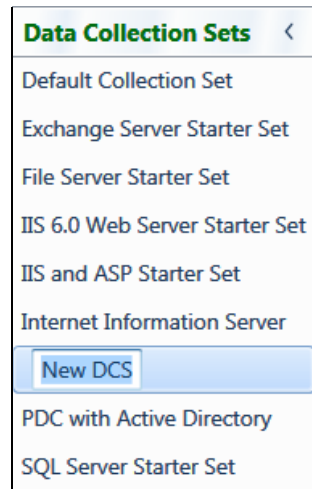 Data Collection Sets <
Default Collection Set
Exchange Server Starter Set
File Server Starter Set
IIS 6.0 Web Server Starter Set
IIS and ASP Starter Set
Internet Information Server
New DCS
PDC with Active Directory
SQL Server Starter Set